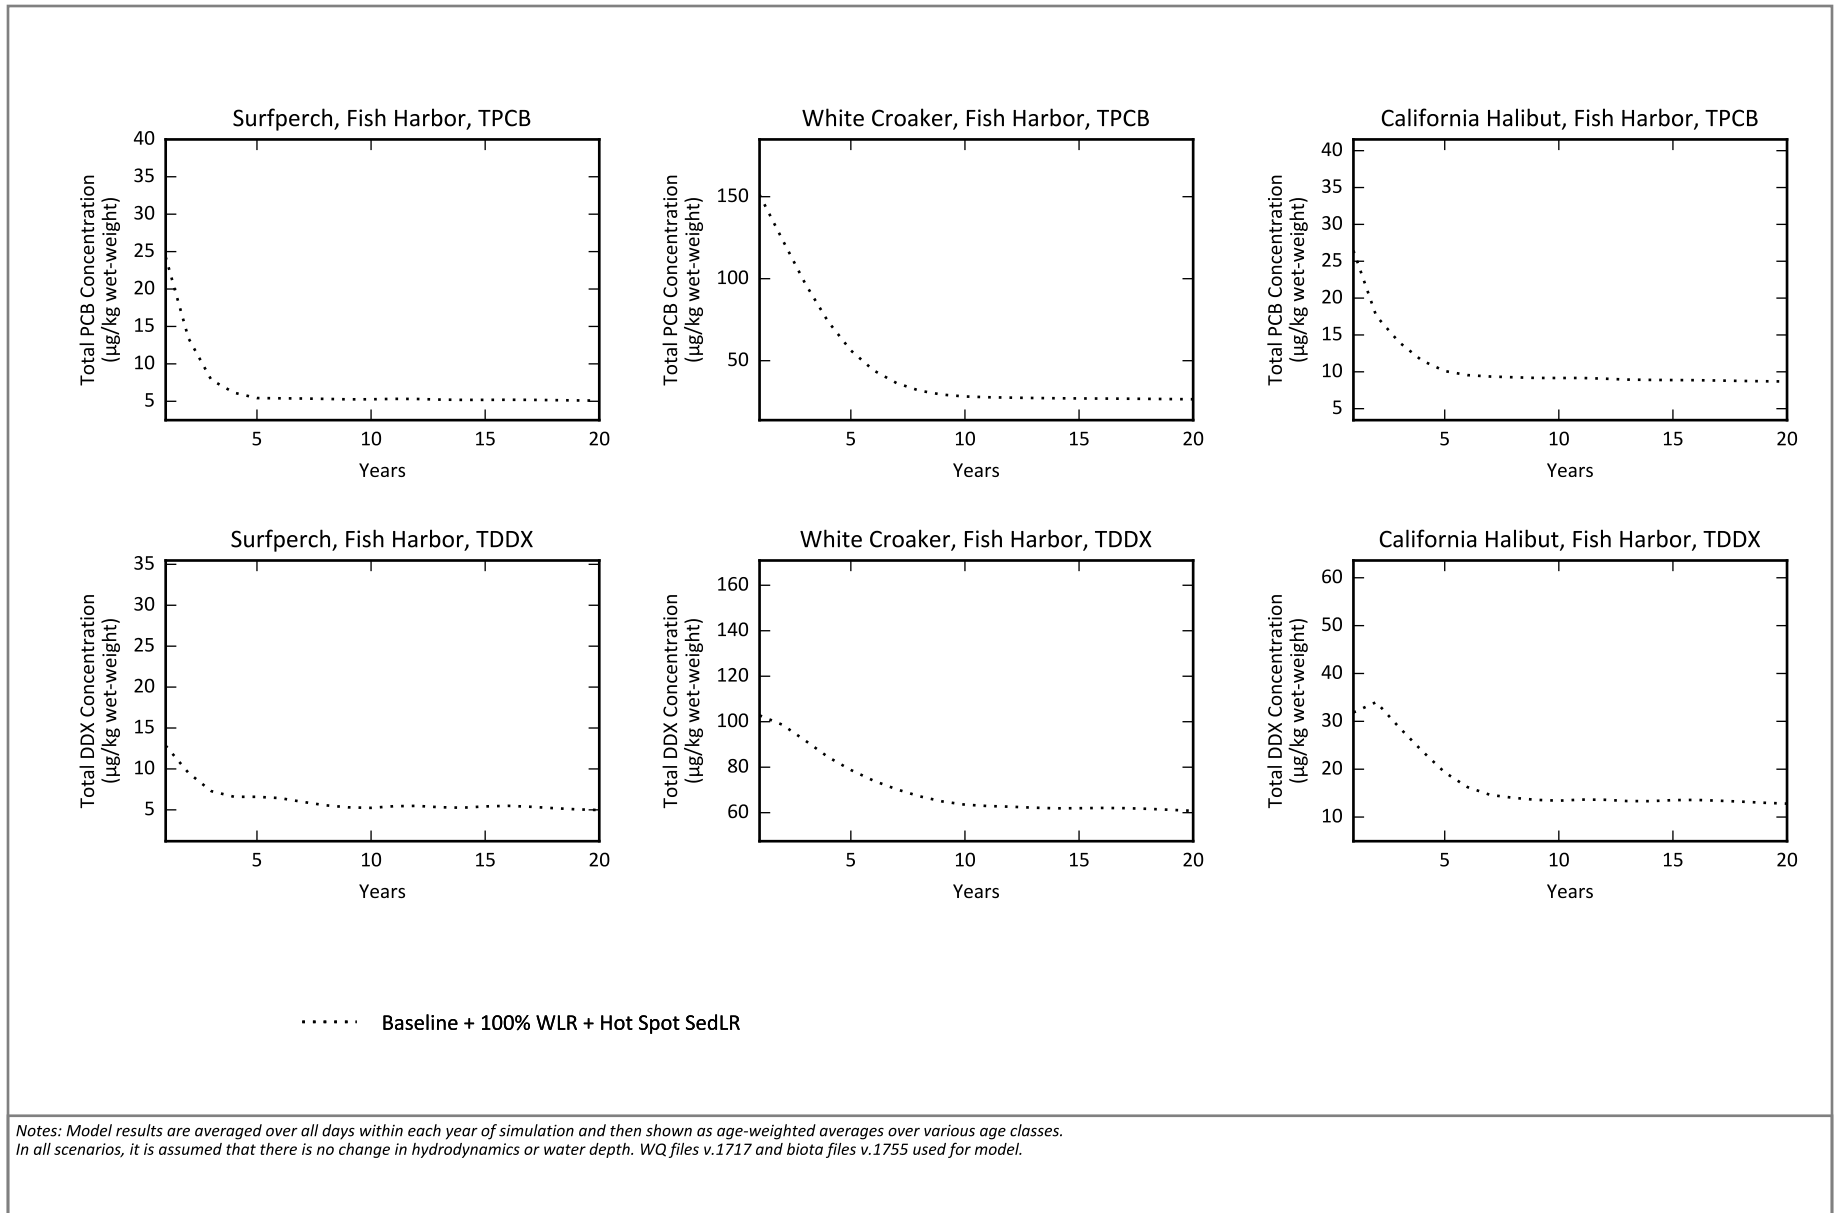 Surfperch, Fish Harbor, TPCB
Total PCB Concentration
(µg/kg wet-weight)
40
35
30
25
20
15
10
5
5 10 15 20
Years
White Croaker, Fish Harbor, TPCB
Total PCB Concentration
(µg/kg wet-weight)
150
100
50
5 10 15 20
Years
California Halibut, Fish Harbor, TPCB
Total PCB Concentration
(µg/kg wet-weight)
40
35
30
25
20
15
10
5
5 10 15 20
Years
Surfperch, Fish Harbor, TDDX
Total DDX Concentration
(µg/kg wet-weight)
35
30
25
20
15
10
5
5 10 15 20
Years
White Croaker, Fish Harbor, TDDX
Total DDX Concentration
(µg/kg wet-weight)
160
140
120
100
80
60
5 10 15 20
Years
California Halibut, Fish Harbor, TDDX
Total DDX Concentration
(µg/kg wet-weight)
60
50
40
30
20
10
5 10 15 20
Years
Baseline + 100% WLR + Hot Spot SedLR
Notes: Model results are averaged over all days within each year of simulation and then shown as age-weighted averages over various age classes.
In all scenarios, it is assumed that there is no change in hydrodynamics or water depth. WQ files v.1717 and biota files v.1755 used for model.